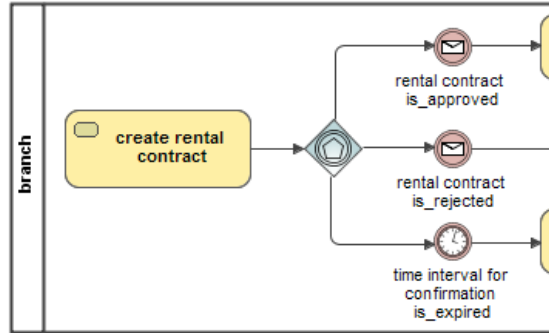 branch
create rental
contract
rental contract
is_approved
rental contract
is_rejected
time interval for
confirmation
is_expired